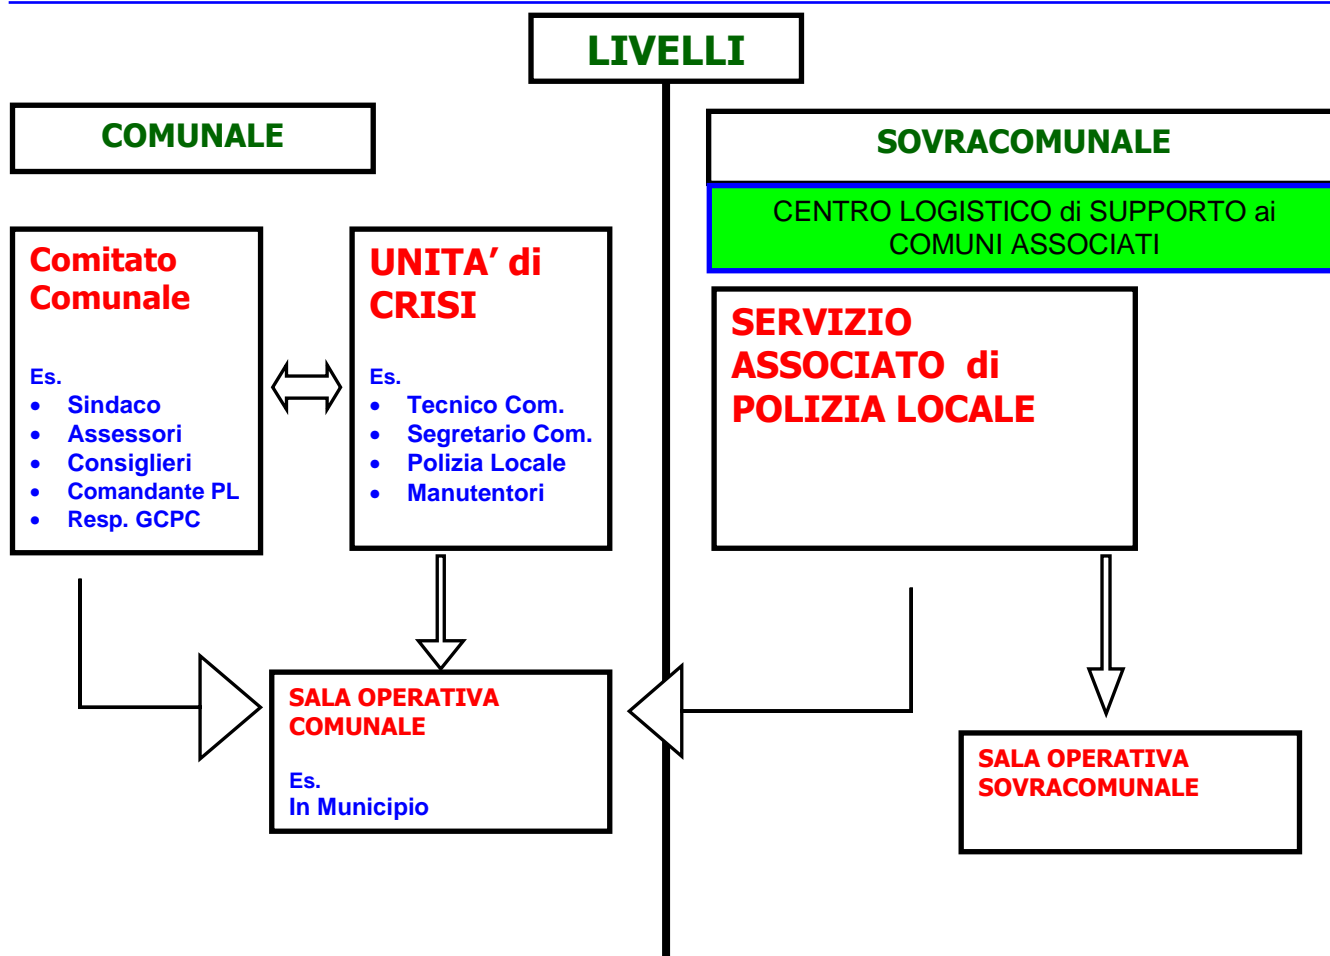 LIVELLI
COMUNALE
SOVRACOMUNALE
CENTRO LOGISTICO di SUPPORTO ai
COMUNI ASSOCIATI
Comitato
Comunale
Es.
• Sindaco
• Assessori
• Consiglieri
• Comandante PL
• Resp. GCPC
UNITA’ di
CRISI
Es.
• Tecnico Com.
• Segretario Com.
• Polizia Locale
• Manutentori
SERVIZIO
ASSOCIATO di
POLIZIA LOCALE
SALA OPERATIVA
COMUNALE
Es.
In Municipio
SALA OPERATIVA
SOVRACOMUNALE